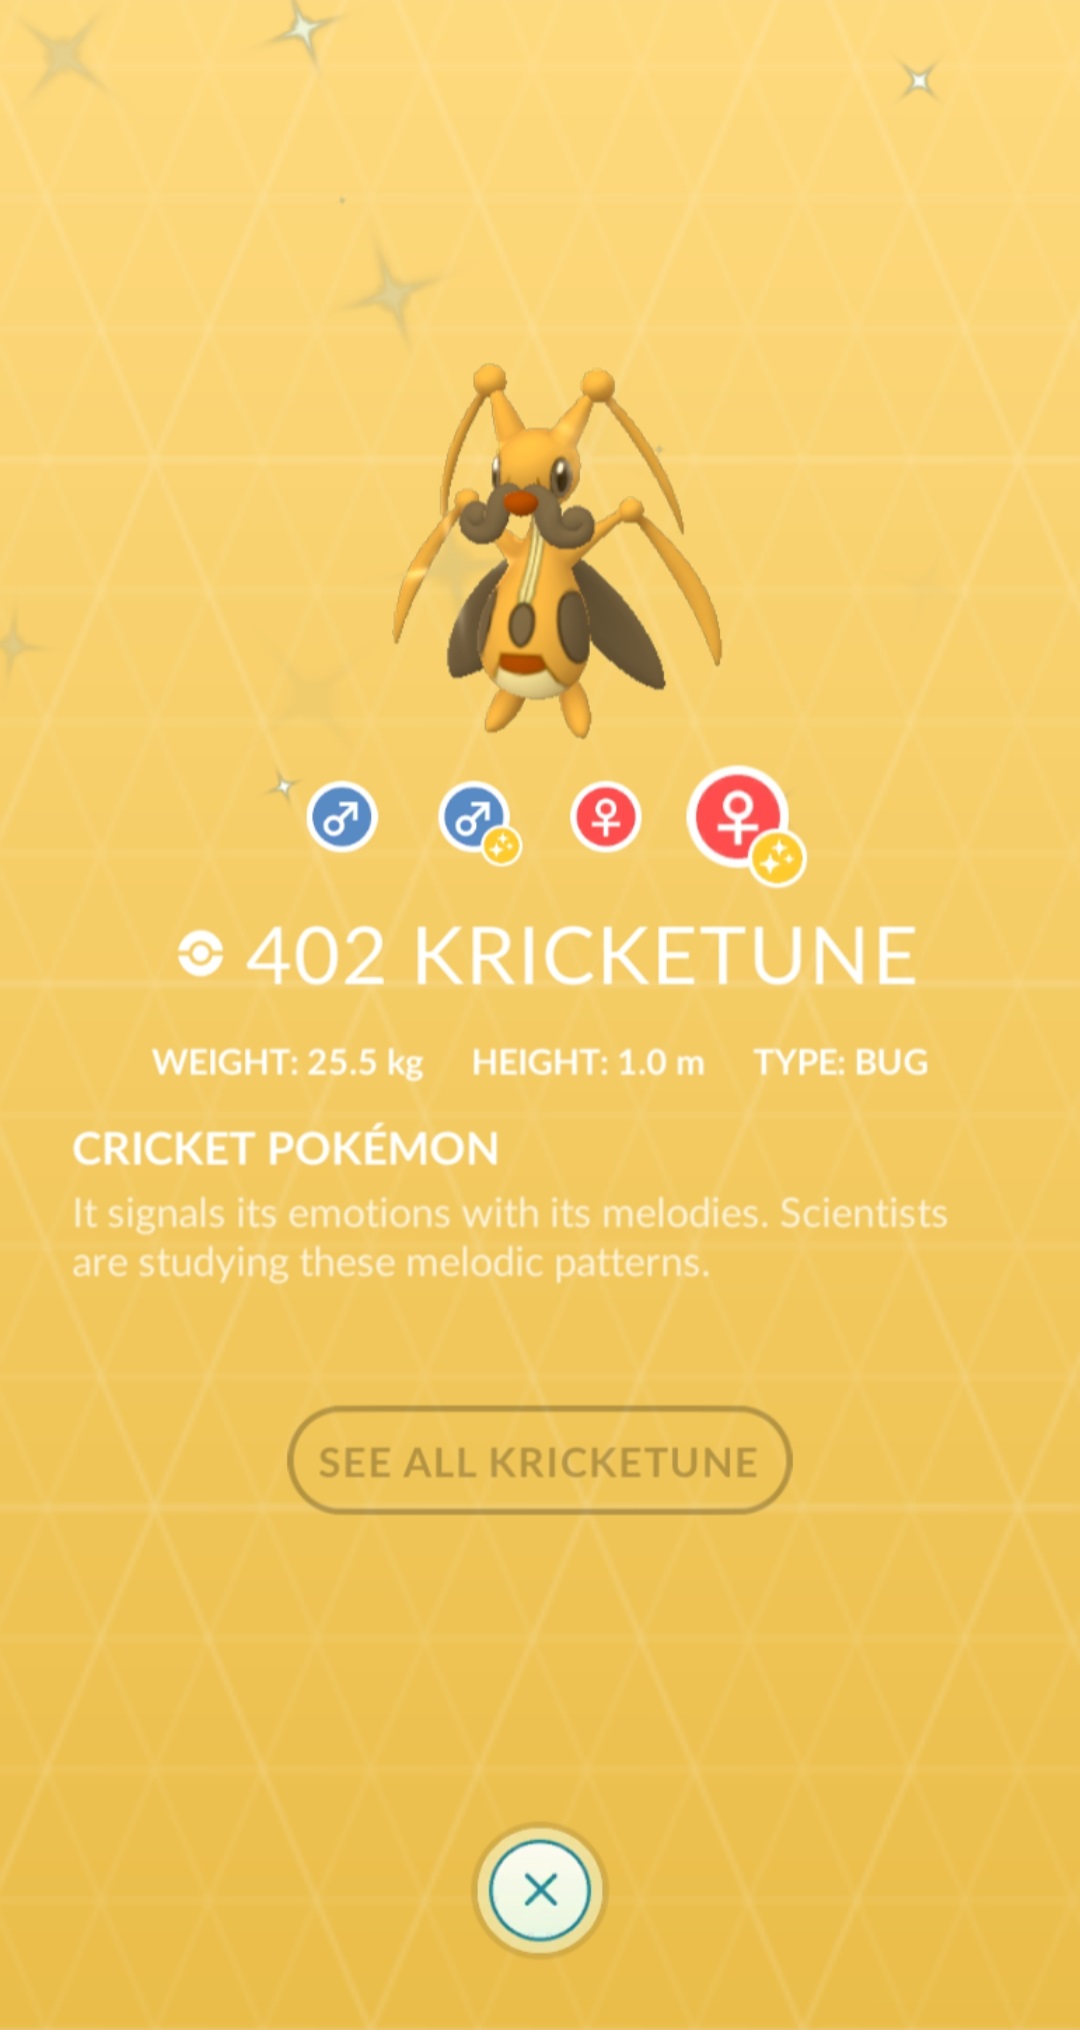 402 KRICKETUNE
WEIGHT: 25.5 kg HEIGHT: 1.0 m TYPE: BUG
CRICKET POKÉMON
It signals its emotions with its melodies. Scientists
are studying these melodic patterns.
SEE ALL KRICKETUNE